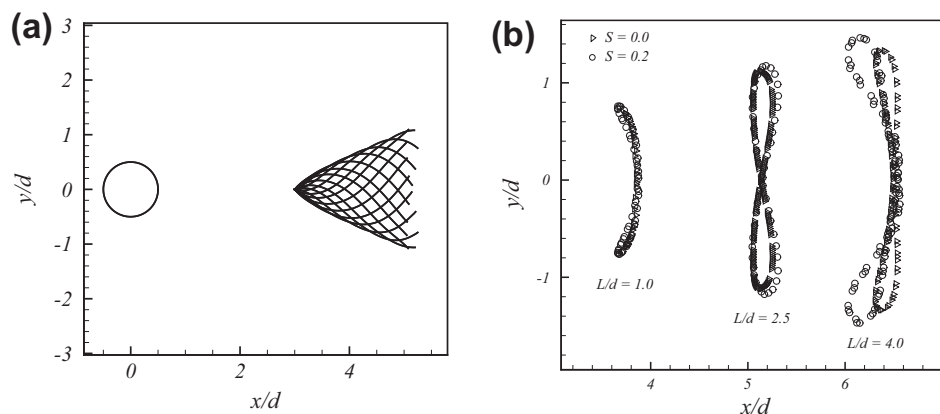 (a)
3
2
1
0
-1
-2
-3
y/d
0
2
4
x/d
(b)
S = 0.0
S = 0.2
1
0
-1
y/d
L/d = 1.0
L/d = 2.5
L/d = 4.0
4
5
6
x/d